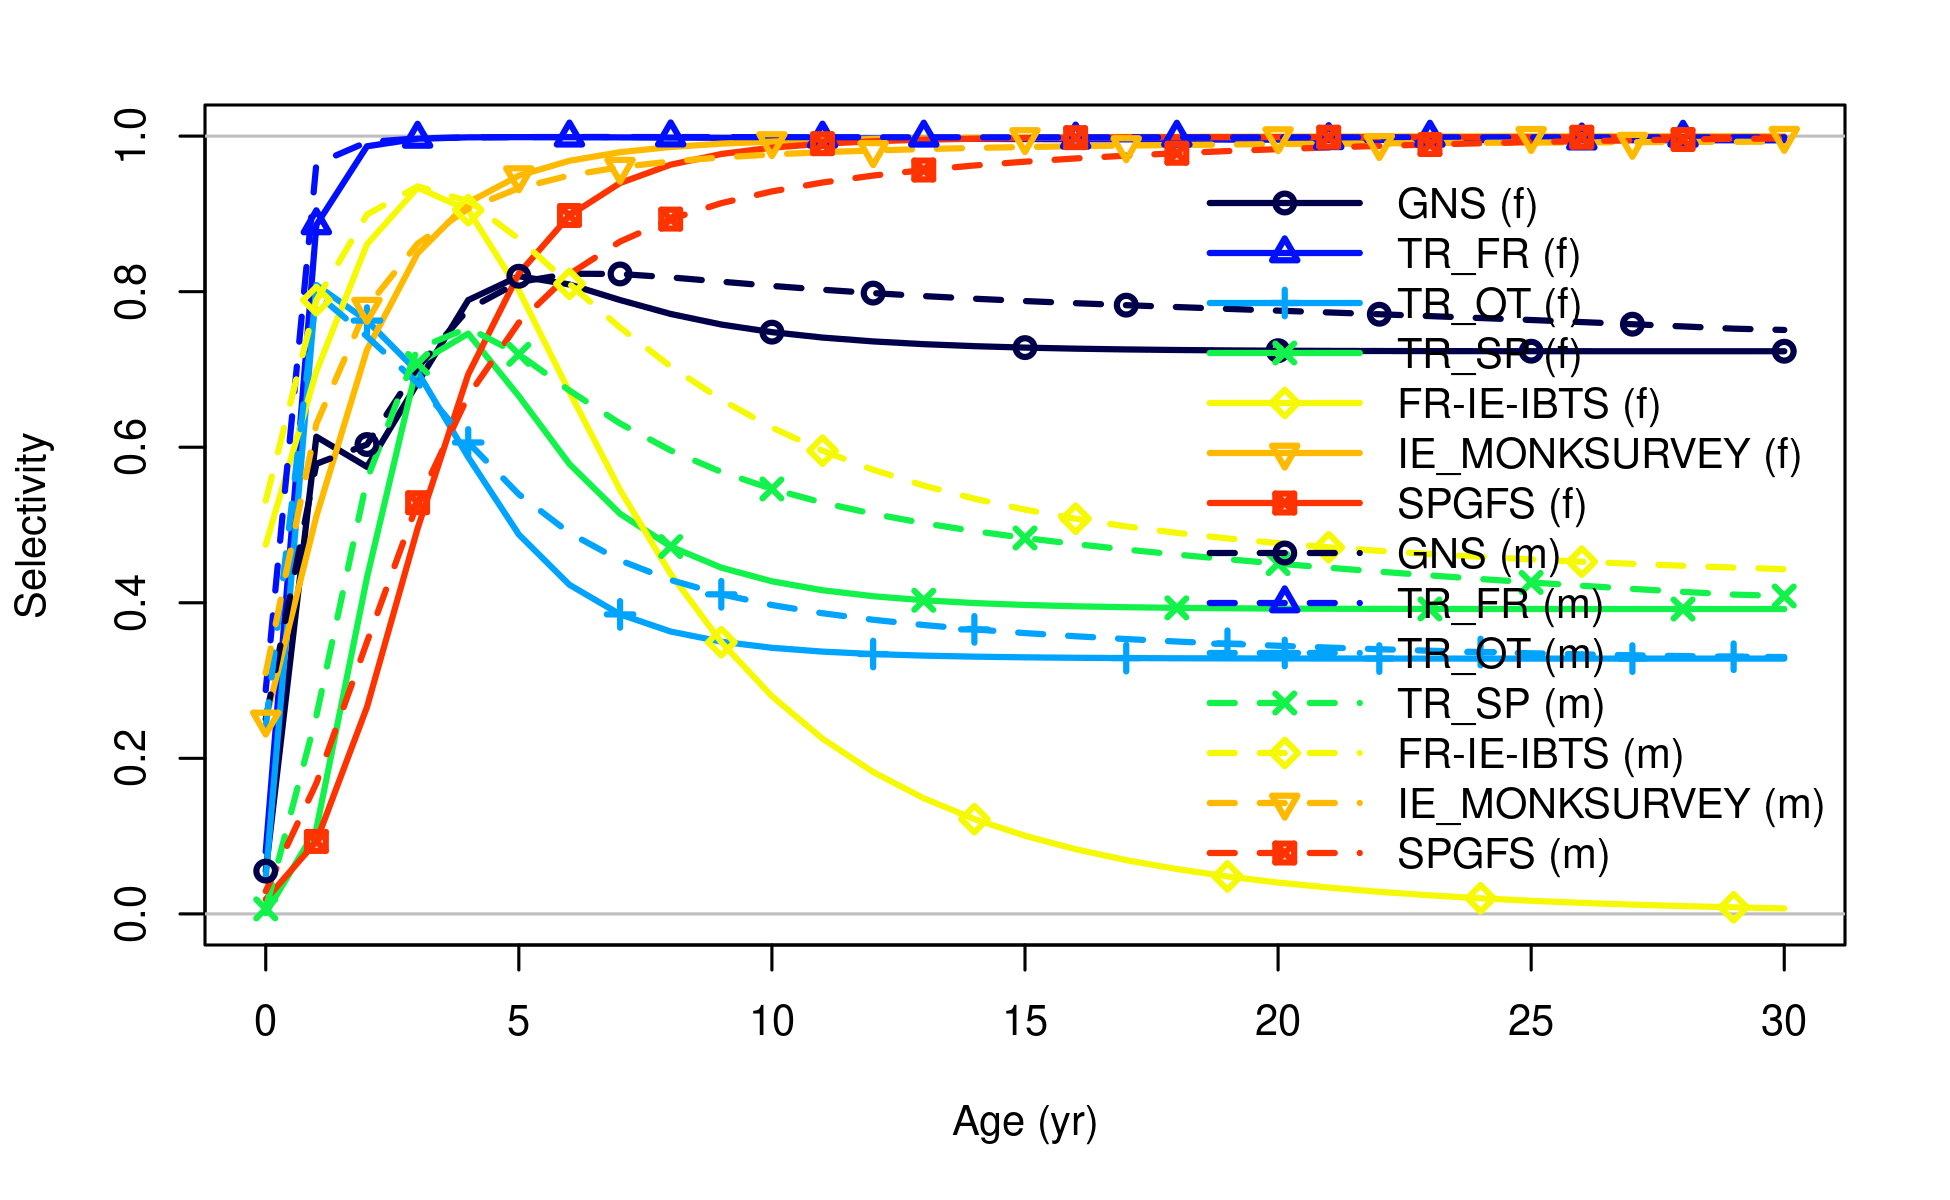 1.0
0.8
0.6
0.4
0.2
0.0
Selectivity
GNS (f)
TR_FR (f)
TR_OT (f)
TR_SP (f)
FR-IE-IBTS (f)
IE_MONKSURVEY (f)
SPGFS (f)
GNS (m)
TR_FR (m)
TR_OT (m)
TR_SP (m)
FR-IE-IBTS (m)
IE_MONKSURVEY (m)
SPGFS (m)
0 5 10 15 20 25 30
Age (yr)